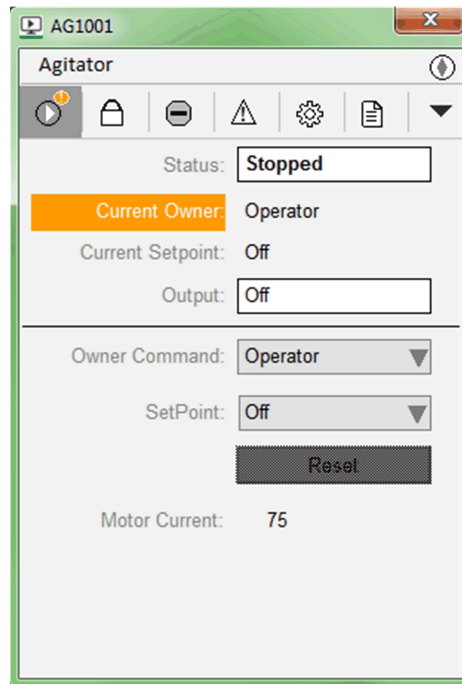 AG1001
Agitator
Status: Stopped
Current Owner: Operator
Current Setpoint: Off
Output: Off
Owner Command: Operator
SetPoint: Off
Reset
Motor Current: 75